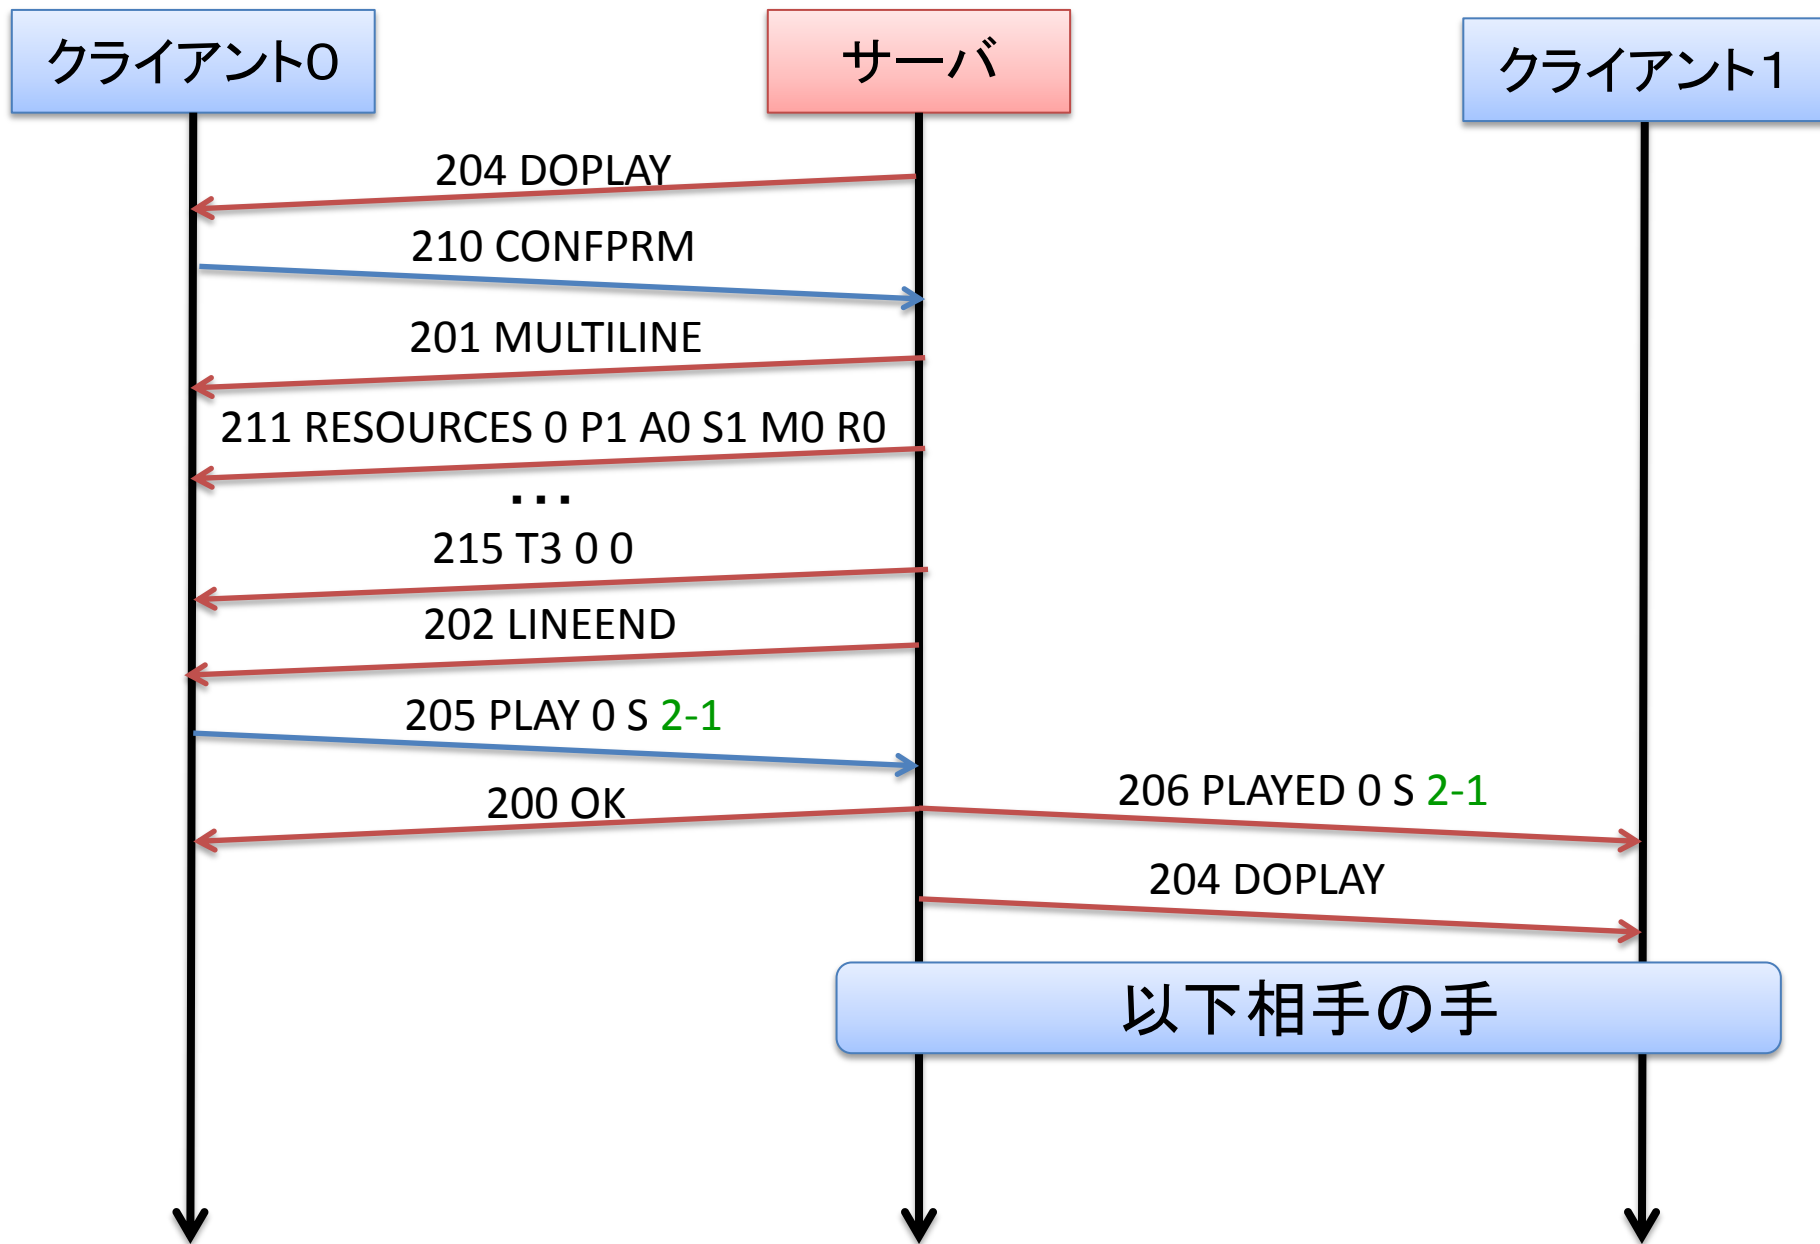 クライアント0
サーバ
クライアント1
204 DOPLAY
210 CONFPRM
201 MULTILINE
211 RESOURCES 0 P1 A0 S1 M0 R0
...
215 T3 0 0
202 LINEEND
205 PLAY 0 S 2-1
200 OK
206 PLAYED 0 S 2-1
204 DOPLAY
以下相手の手